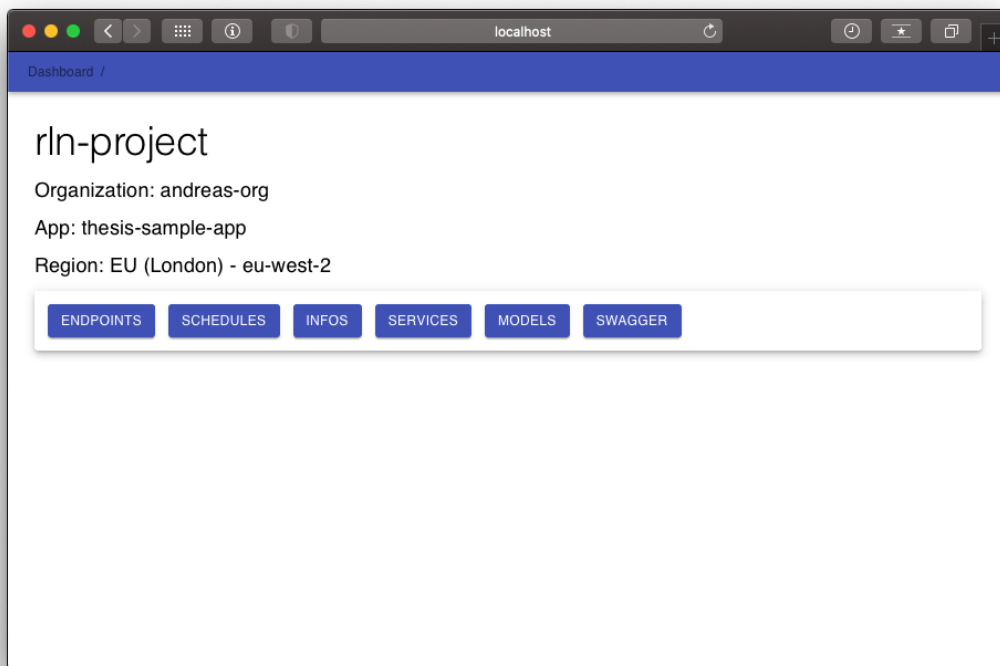 localhost
Dashboard /
rln-project
Organization: andreas-org
App: thesis-sample-app
Region: EU (London) - eu-west-2
ENDPOINTS SCHEDULES INFOS SERVICES MODELS SWAGGER